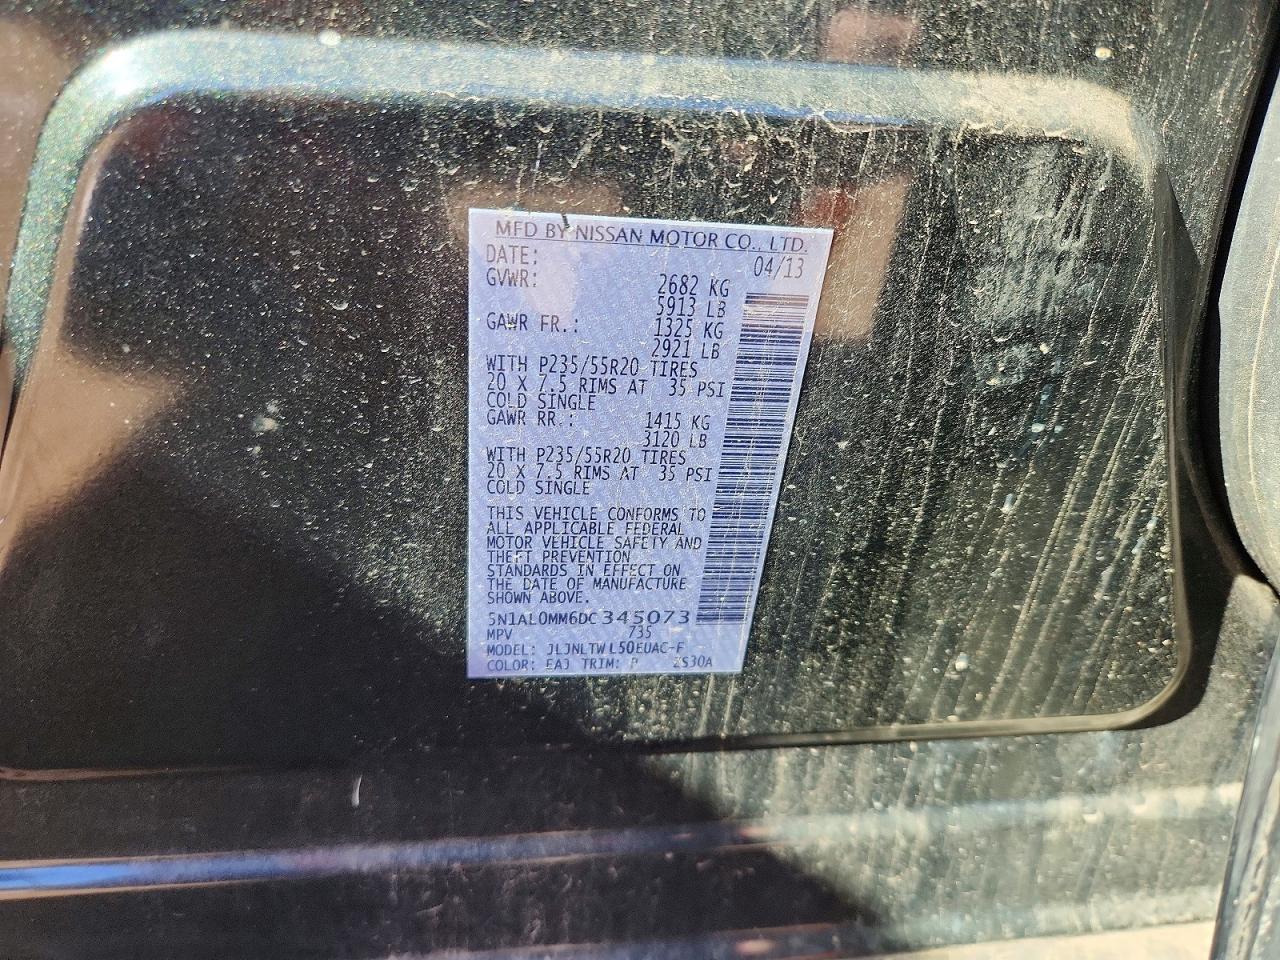 MFD BY NISSAN MOTOR CO., LTD.
DATE: 04/13
GVWR: 2682 KG
5913 LB
GAWR FR.: 1325 KG
2921 LB
WITH P235/55R20 TIRES
20 X 7.5 RIMS AT 35 PSI
COLD SINGLE
GAWR RR.: 1415 KG
3120 LB
WITH P235/55R20 TIRES
20 X 7.5 RIMS AT 35 PSI
COLD SINGLE
THIS VEHICLE CONFORMS TO
ALL APPLICABLE FEDERAL
MOTOR VEHICLE SAFETY AND
THEFT PREVENTION
STANDARDS IN EFFECT ON
THE DATE OF MANUFACTURE
SHOWN ABOVE.
5N1AL0MM6DC345073
MPV 735
MODEL: JLJNLTWL50EUAC-F
COLOR: EAJ TRIM: P ZS30A